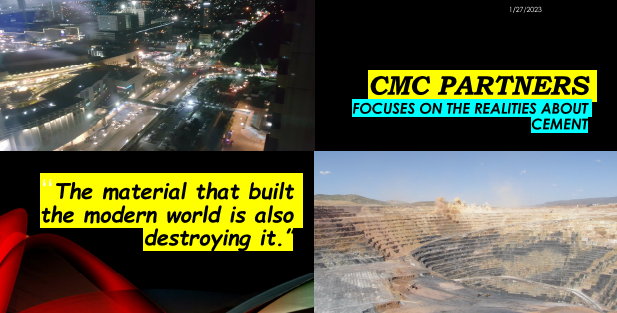 1/27/2023
CMC PARTNERS
FOCUSES ON THE REALITIES ABOUT
CEMENT
"The material that built
the modern world is also
destroying it."